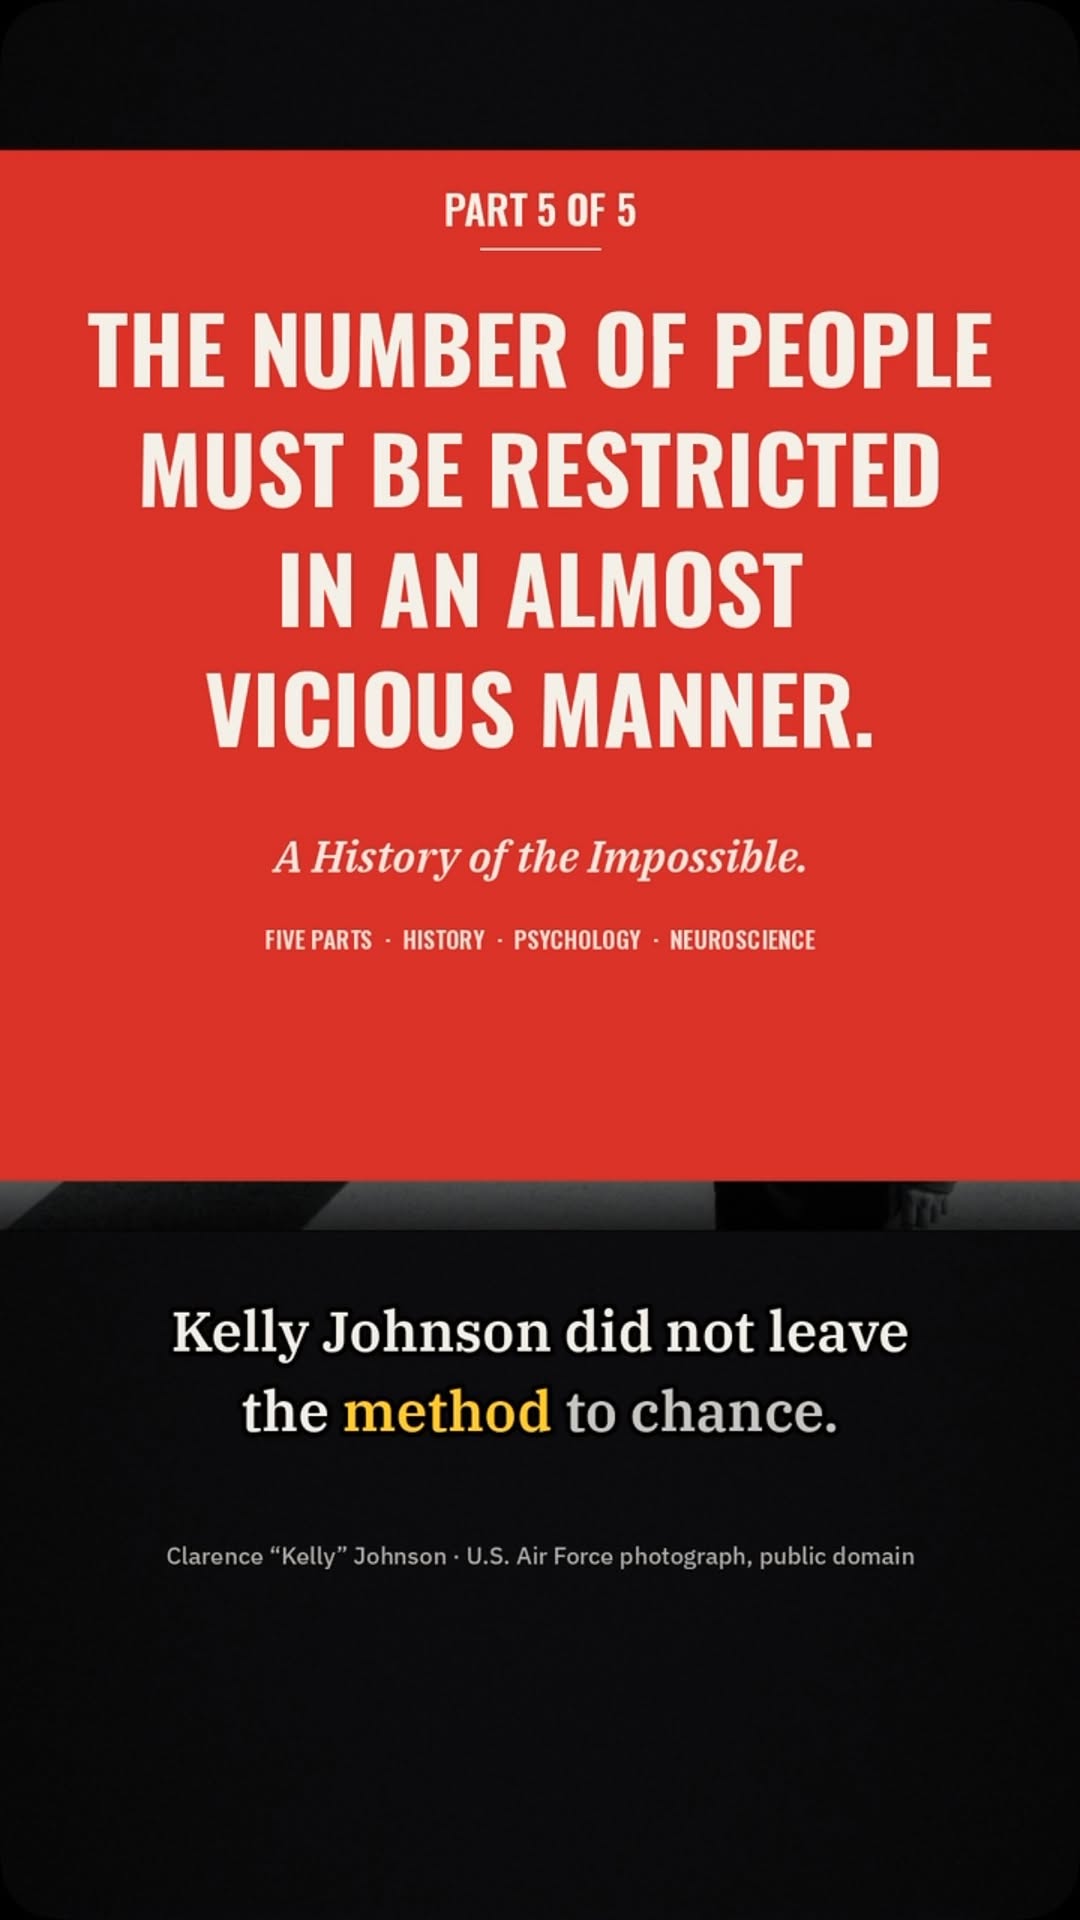 PART 5 OF 5
THE NUMBER OF PEOPLE
MUST BE RESTRICTED
IN AN ALMOST
VICIOUS MANNER.
A History of the Impossible.
FIVE PARTS · HISTORY · PSYCHOLOGY · NEUROSCIENCE
Kelly Johnson did not leave
the method to chance.
Clarence “Kelly” Johnson · U.S. Air Force photograph, public domain